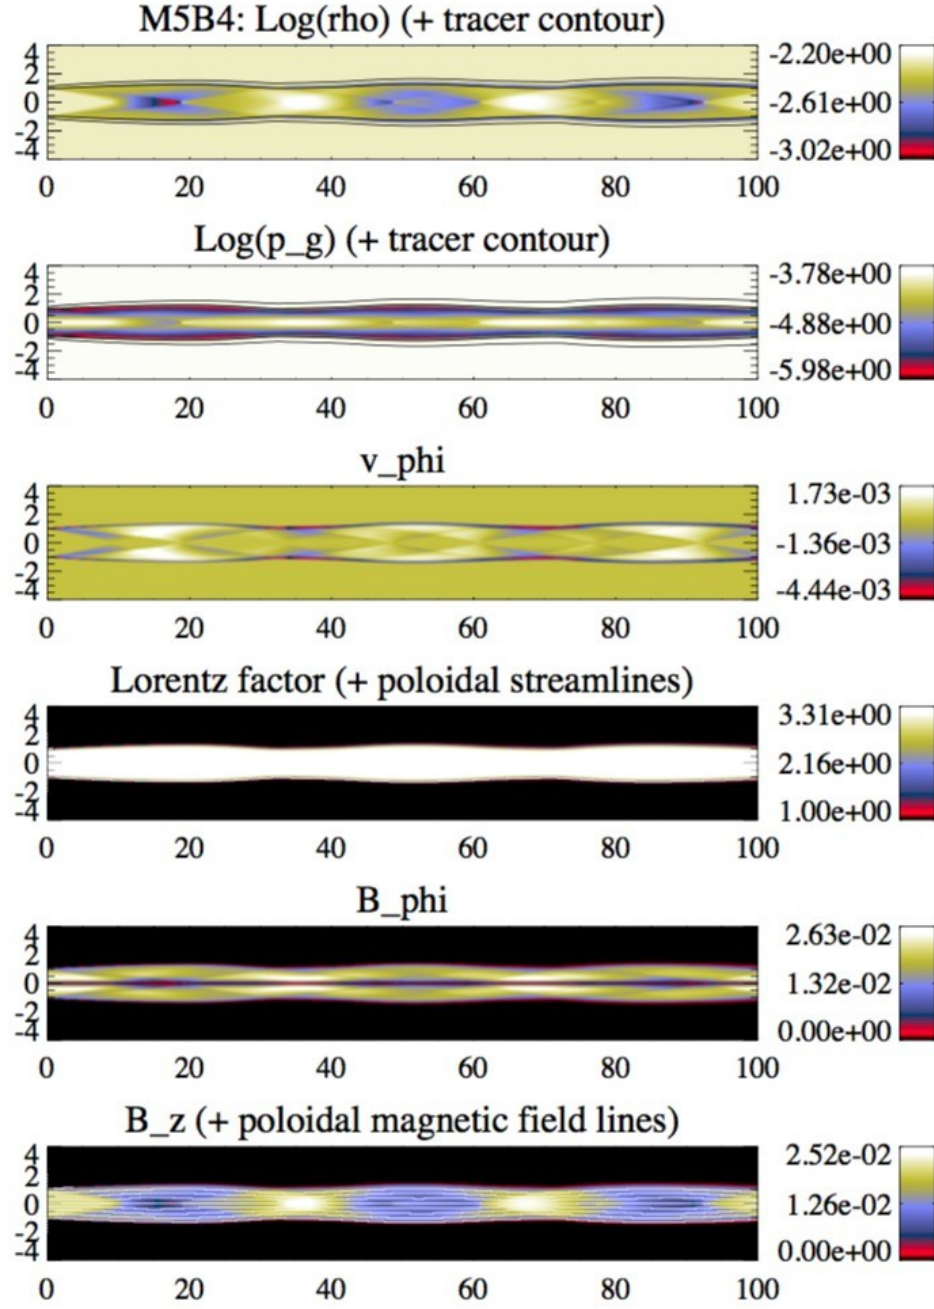 M5B4: Log(rho) (+ tracer contour)
4
2
0
-2
-4
0 20 40 60 80 100
-2.20e+00
-2.61e+00
-3.02e+00
Log(p_g) (+ tracer contour)
4
2
0
-2
-4
0 20 40 60 80 100
-3.78e+00
-4.88e+00
-5.98e+00
v_phi
4
2
0
-2
-4
0 20 40 60 80 100
1.73e-03
-1.36e-03
-4.44e-03
Lorentz factor (+ poloidal streamlines)
4
2
0
-2
-4
0 20 40 60 80 100
3.31e+00
2.16e+00
1.00e+00
B_phi
4
2
0
-2
-4
0 20 40 60 80 100
2.63e-02
1.32e-02
0.00e+00
B_z (+ poloidal magnetic field lines)
4
2
0
-2
-4
0 20 40 60 80 100
2.52e-02
1.26e-02
0.00e+00